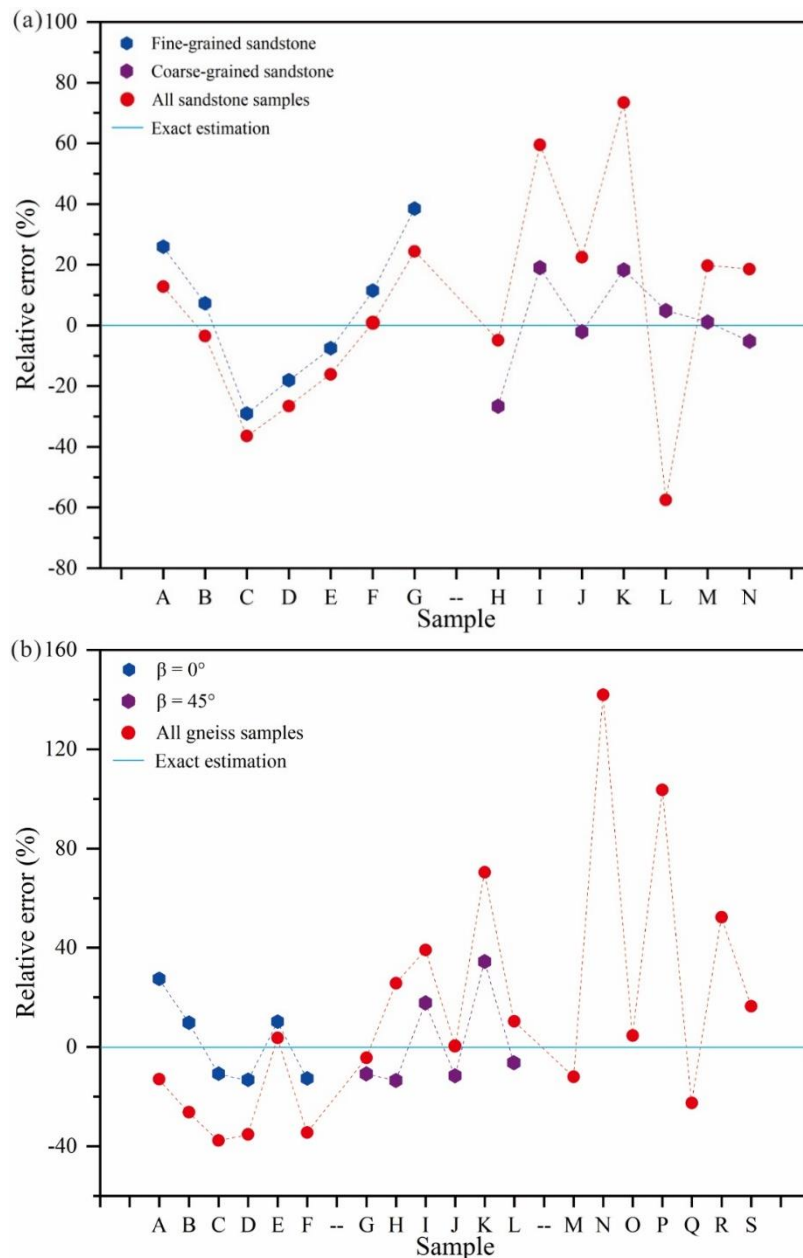 (a)
100
80
60
40
20
0
-20
-40
-60
-80
Relative error (%)
Fine-grained sandstone
Coarse-grained sandstone
All sandstone samples
Exact estimation
A B C D E F G -- H I J K L M N
Sample
(b)
160
120
80
40
0
-40
Relative error (%)
β = 0°
β = 45°
All gneiss samples
Exact estimation
A B C D E F -- G H I J K L -- M N O P Q R S
Sample